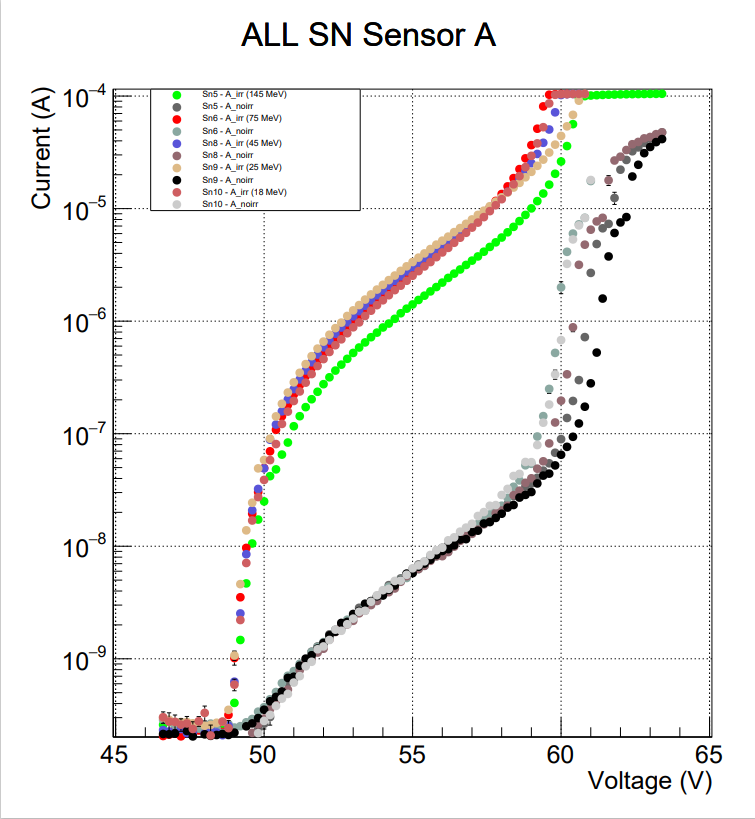 ALL SN Sensor A
Current (A)
10⁻⁴
10⁻⁵
10⁻⁶
10⁻⁷
10⁻⁸
10⁻⁹
Sn5 - A_irr (145 MeV)
Sn5 - A_noirr
Sn6 - A_irr (75 MeV)
Sn6 - A_noirr
Sn8 - A_irr (45 MeV)
Sn8 - A_noirr
Sn9 - A_irr (25 MeV)
Sn9 - A_noirr
Sn10 - A_irr (18 MeV)
Sn10 - A_noirr
45 50 55 60 65
Voltage (V)